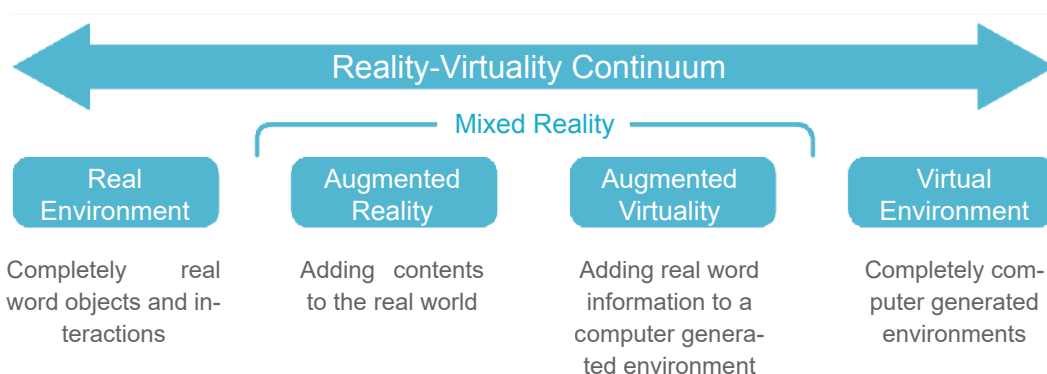 Reality-Virtuality Continuum
Mixed Reality
Real
Environment
Completely real
word objects and in-
teractions
Augmented
Reality
Adding contents
to the real world
Augmented
Virtuality
Adding real word
information to a
computer genera-
ted environment
Virtual
Environment
Completely com-
puter generated
environments